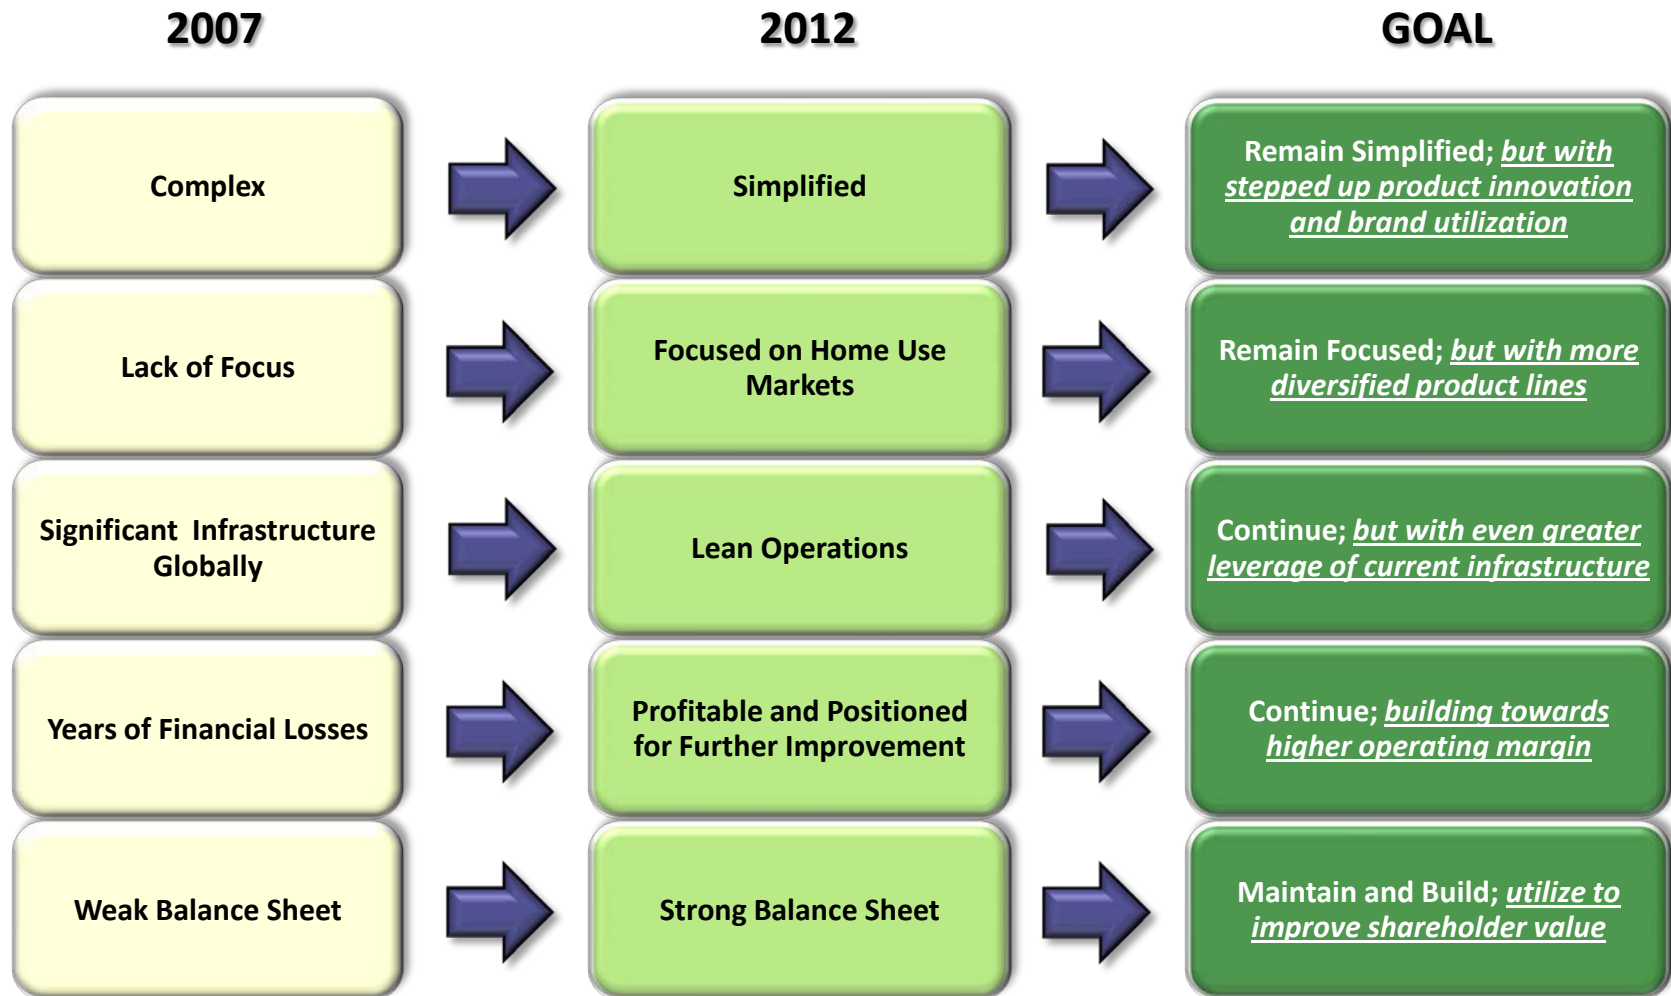 2007
2012
GOAL
Complex
Simplified
Remain Simplified; but with
stepped up product innovation
and brand utilization
Lack of Focus
Focused on Home Use
Markets
Remain Focused; but with more
diversified product lines
Significant  Infrastructure
Globally
Lean Operations
Continue; but with even greater
leverage of current infrastructure
Years of Financial Losses
Profitable and Positioned
for Further Improvement
Continue; building towards
higher operating margin
Weak Balance Sheet
Strong Balance Sheet
Maintain and Build; utilize to
improve shareholder value